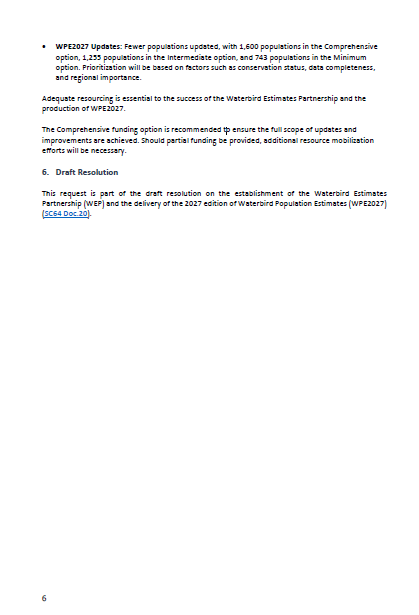 • WPE2027 Updates: Fewer populations updated, with 1,600 populations in the Comprehensive
option, 1,255 populations in the Intermediate option, and 743 populations in the Minimum
option. Prioritization will be based on factors such as conservation status, data completeness,
and regional importance.
Adequate resourcing is essential to the success of the Waterbird Estimates Partnership and the
production of WPE2027.
The Comprehensive funding option is recommended tp ensure the full scope of updates and
improvements are achieved. Should partial funding be provided, additional resource mobilization
efforts will be necessary.
6. Draft Resolution
This request is part of the draft resolution on the establishment of the Waterbird Estimates
Partnership (WEP) and the delivery of the 2027 edition of Waterbird Population Estimates (WPE2027)
(SC64 Doc.20).
6